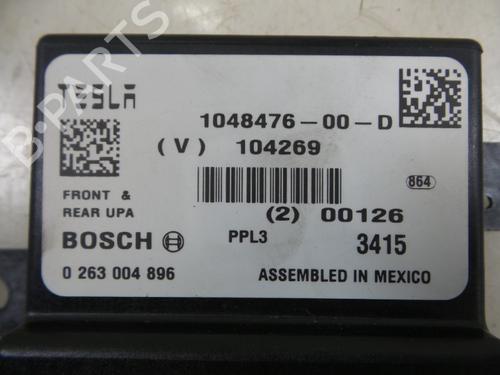 TESLA
1048476-00-D
(V) 104269
864
FRONT &
REAR UPA
(2) 00126
BOSCH PPL3 3415
0 263 004 896 ASSEMBLED IN MEXICO
B-PARTS